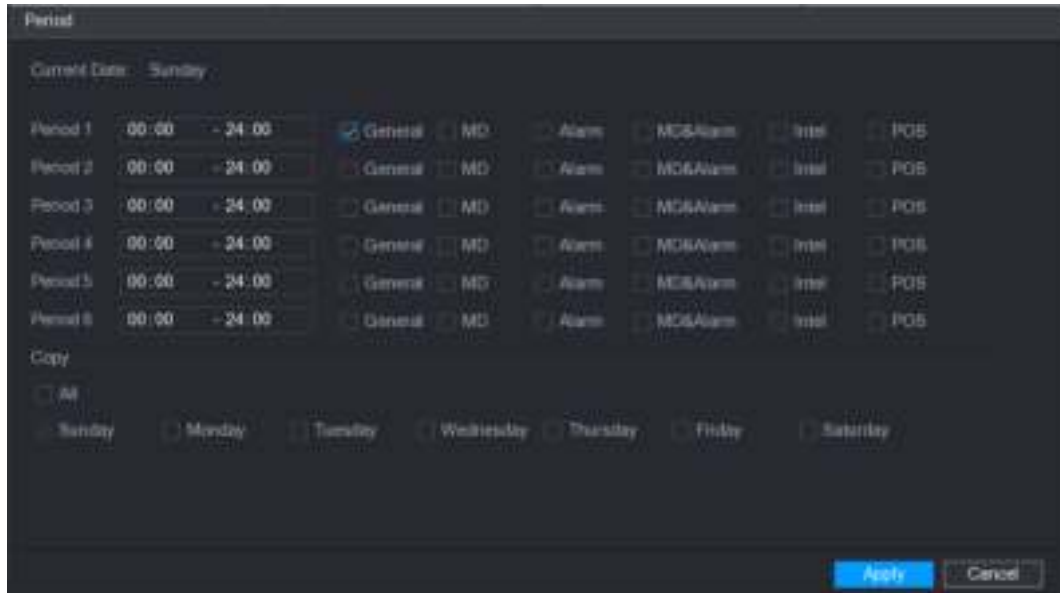 Period
Current Date: Sunday
Period 1 00:00 - 24:00 General MD Alarm MD&Alarm Intel POS
Period 2 00:00 - 24:00 General MD Alarm MD&Alarm Intel POS
Period 3 00:00 - 24:00 General MD Alarm MD&Alarm Intel POS
Period 4 00:00 - 24:00 General MD Alarm MD&Alarm Intel POS
Period 5 00:00 - 24:00 General MD Alarm MD&Alarm Intel POS
Period 6 00:00 - 24:00 General MD Alarm MD&Alarm Intel POS
Copy
All
Sunday Monday Tuesday Wednesday Thursday Friday Saturday
Apply Cancel